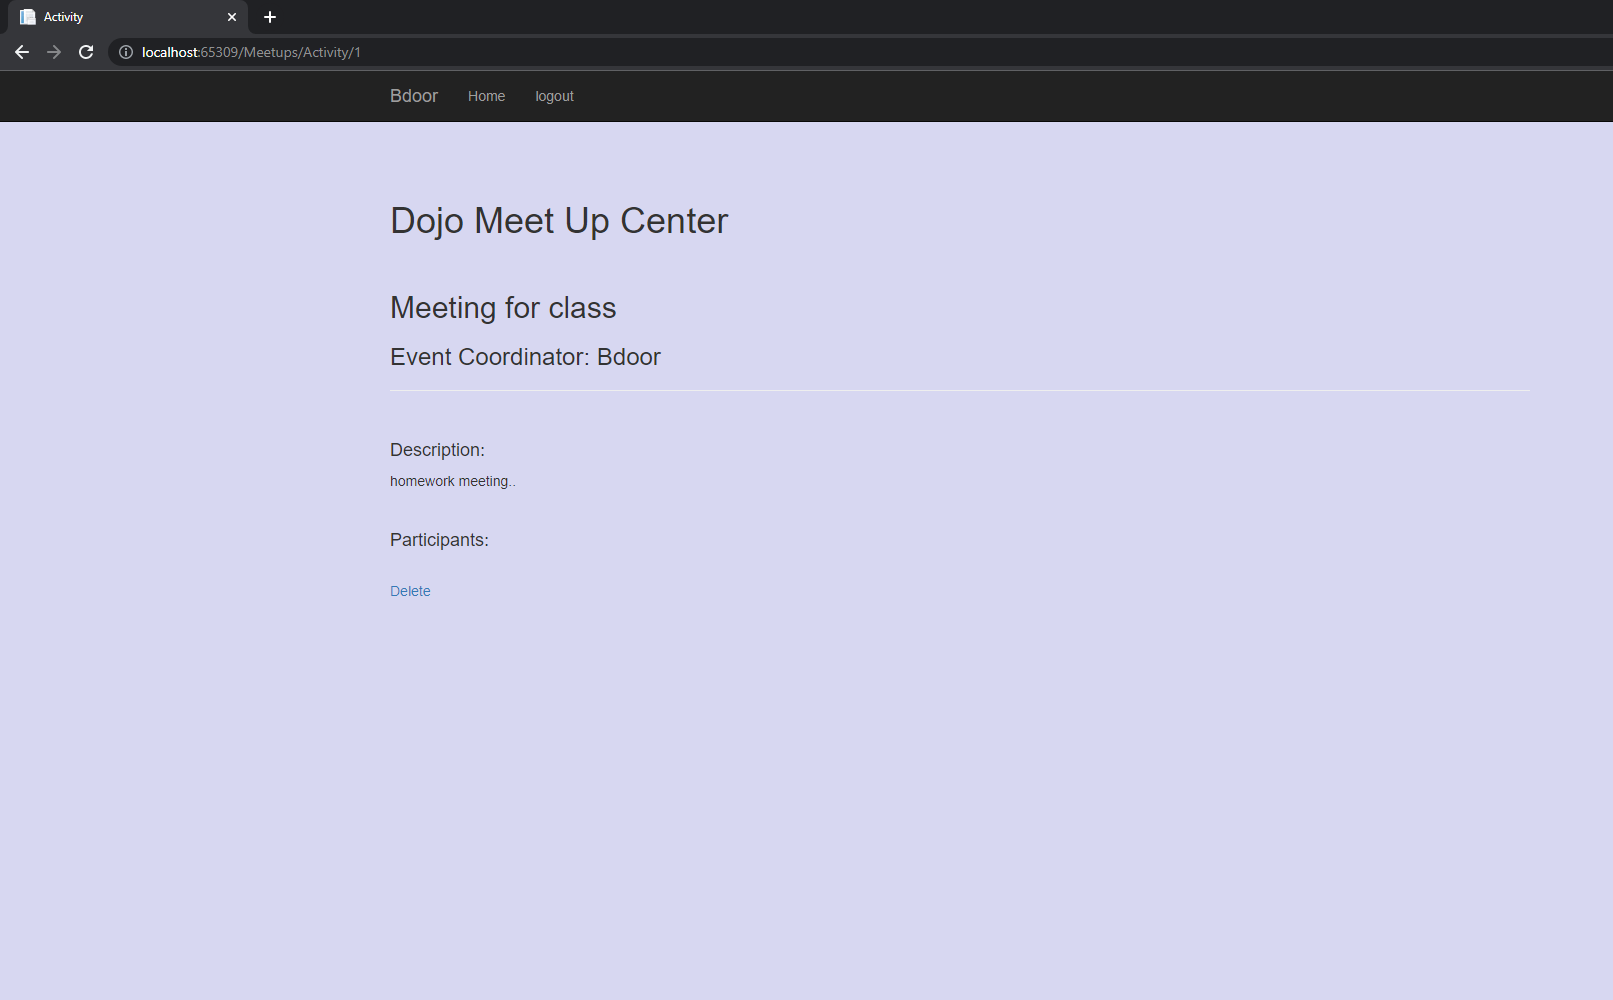 Activity
localhost:65309/Meetups/Activity/1
Bdoor Home logout
Dojo Meet Up Center
Meeting for class
Event Coordinator: Bdoor
Description:
homework meeting..
Participants:
Delete